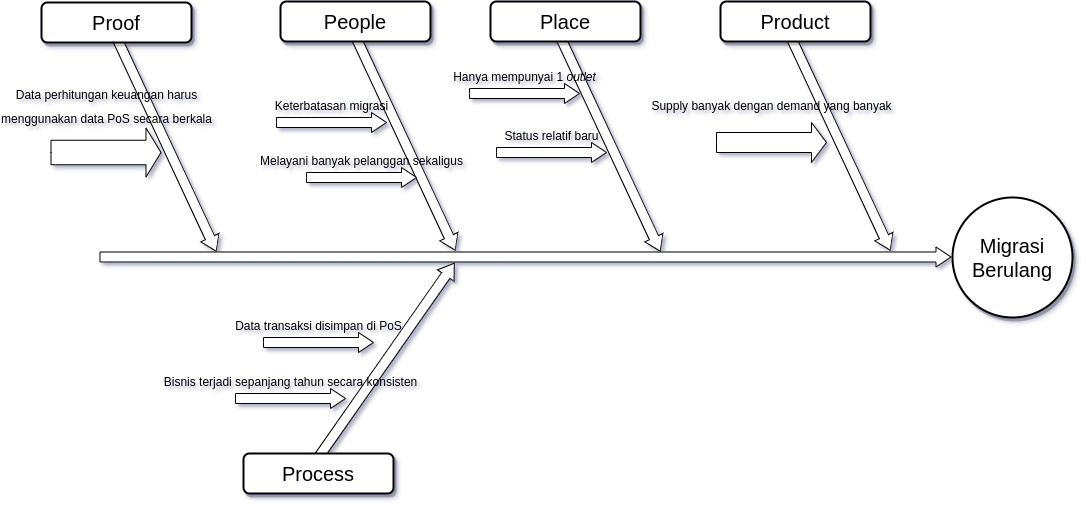 Proof
People
Place
Product
Data perhitungan keuangan harus
menggunakan data PoS secara berkala
Keterbatasan migrasi
Melayani banyak pelanggan sekaligus
Hanya mempunyai 1 outlet
Status relatif baru
Supply banyak dengan demand yang banyak
Migrasi
Berulang
Data transaksi disimpan di PoS
Bisnis terjadi sepanjang tahun secara konsisten
Process